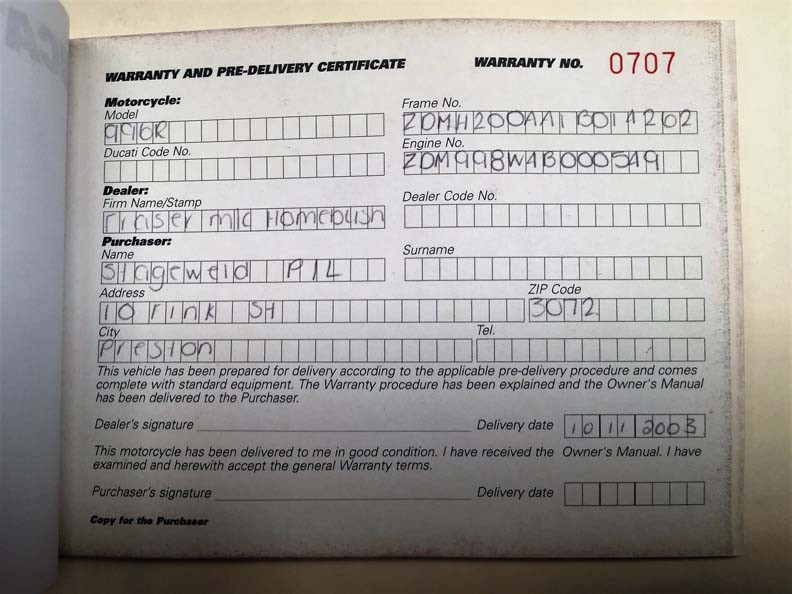 CA
WARRANTY AND PRE-DELIVERY CERTIFICATE WARRANTY NO. 0707
Motorcycle:
Model
996R
Frame No.
ZDMH200AA1B014202
Ducati Code No.
Engine No.
ZDM998W4B000549
Dealer:
Firm Name/Stamp
Fraser M/C Homebush
Dealer Code No.
Purchaser:
Name
Stageweld P/L
Surname
Address
10 Fink St
ZIP Code
3072
City
Preston
Tel.
This vehicle has been prepared for delivery according to the applicable pre-delivery procedure and comes
complete with standard equipment. The Warranty procedure has been explained and the Owner's Manual
has been delivered to the Purchaser.
Dealer's signature Delivery date 10 11 2003
This motorcycle has been delivered to me in good condition. I have received the Owner's Manual. I have
examined and herewith accept the general Warranty terms.
Purchaser's signature Delivery date
Copy for the Purchaser